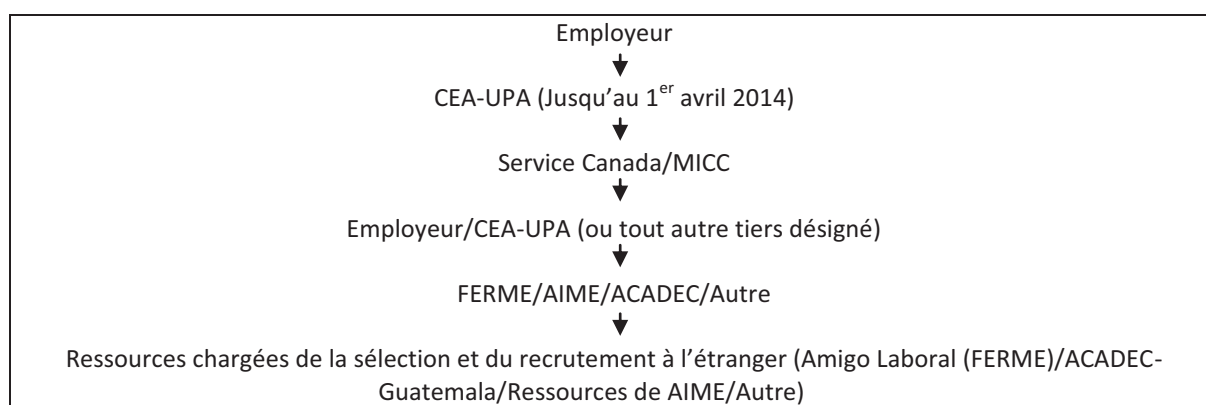 Employeur
CEA-UPA (Jusqu’au 1er avril 2014)
Service Canada/MICC
Employeur/CEA-UPA (ou tout autre tiers désigné)
FERME/AIME/ACADEC/Autre
Ressources chargées de la sélection et du recrutement à l’étranger (Amigo Laboral (FERME)/ACADEC-
Guatemala/Ressources de AIME/Autre)